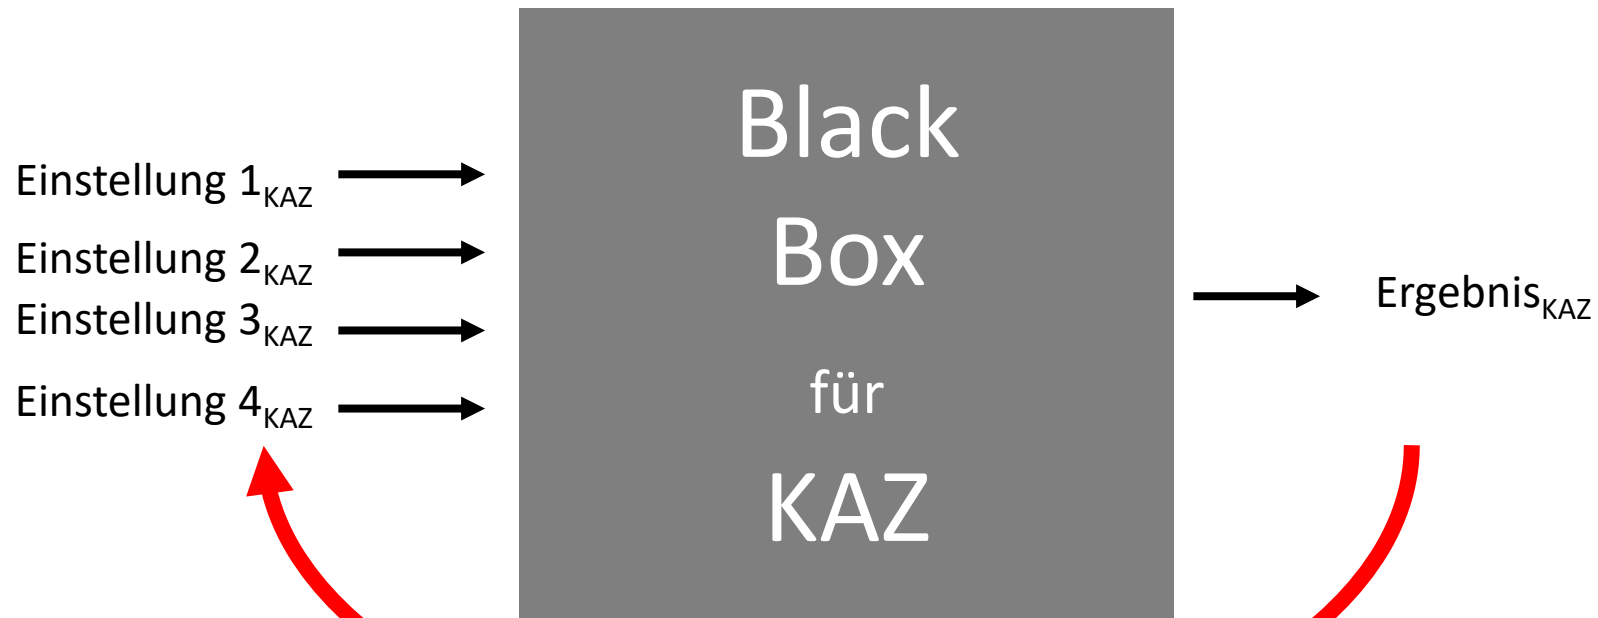 Einstellung 1KAZ
Einstellung 2KAZ
Einstellung 3KAZ
Einstellung 4KAZ
Black
Box
für
KAZ
ErgebnisKAZ